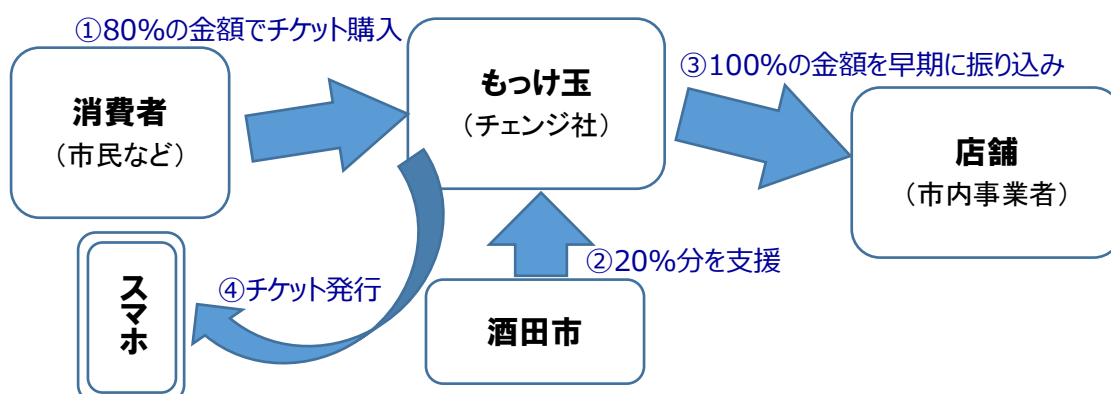 ①80%の金額でチケット購入
消費者
（市民など）
もっけ玉
（チェンジ社）
③100%の金額を早期に振り込み
店舗
（市内事業者）
②20%分を支援
酒田市
④チケット発行
スマホ